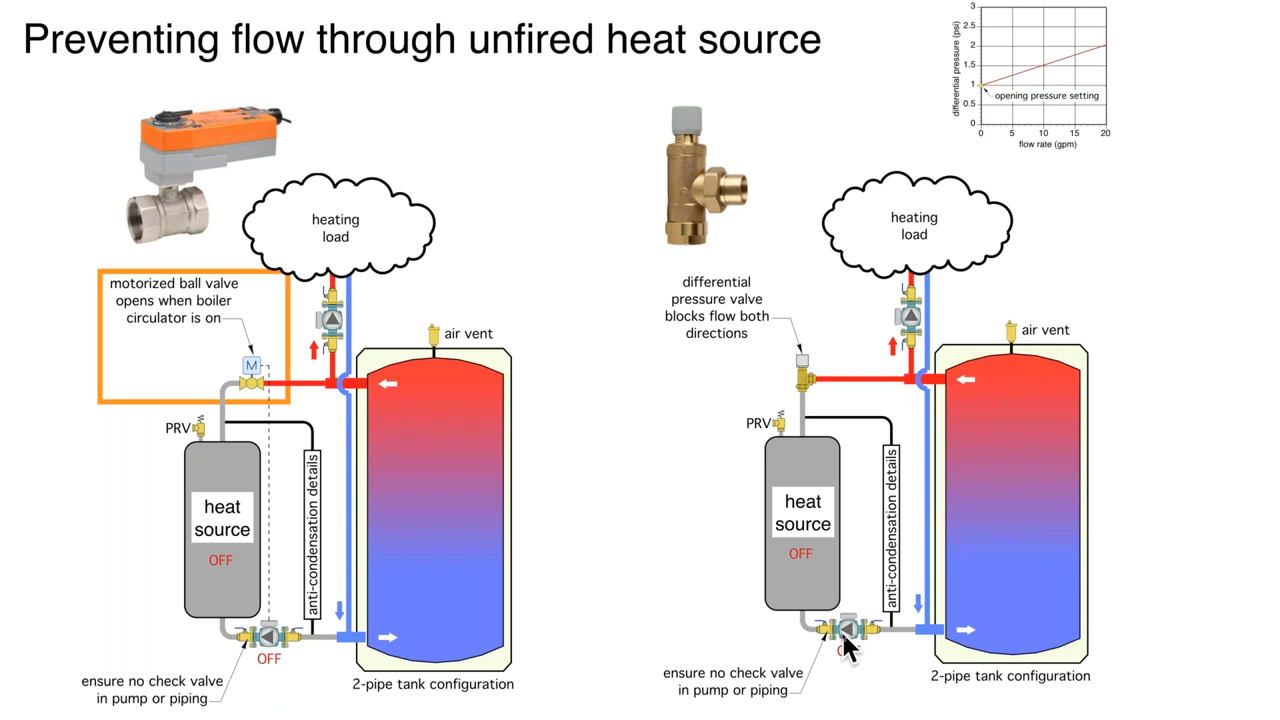 Preventing flow through unfired heat source
3
2.5
2
1.5
1
0.5
0
differential pressure (psi)
opening pressure setting
0 5 10 15 20
flow rate (gpm)
heating
load
motorized ball valve
opens when boiler
circulator is on
M
air vent
PRV
heat
source
OFF
anti-condensation details
OFF
ensure no check valve
in pump or piping
2-pipe tank configuration
heating
load
differential
pressure valve
blocks flow both
directions
air vent
PRV
heat
source
OFF
anti-condensation details
ensure no check valve
in pump or piping
2-pipe tank configuration